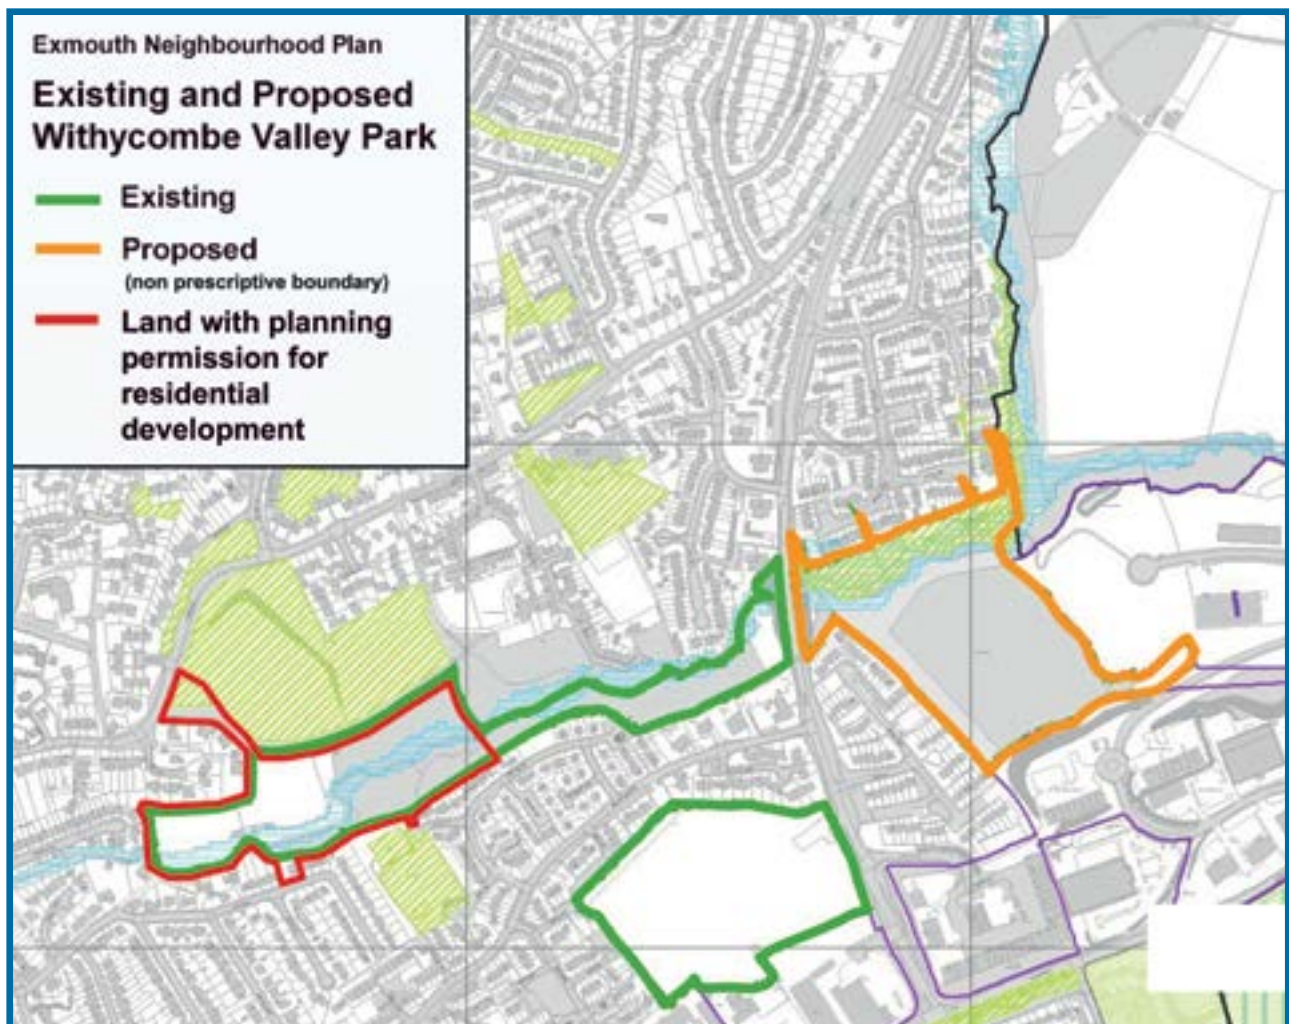 Exmouth Neighbourhood Plan
Existing and Proposed
Withycombe Valley Park
Existing
Proposed
(non prescriptive boundary)
Land with planning
permission for
residential
development